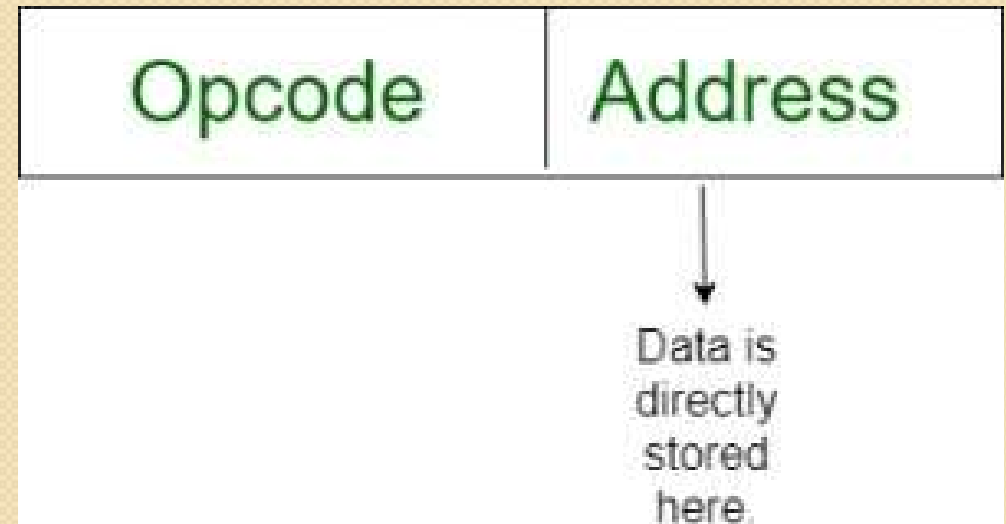 Opcode Address
Data is
directly
stored
here.